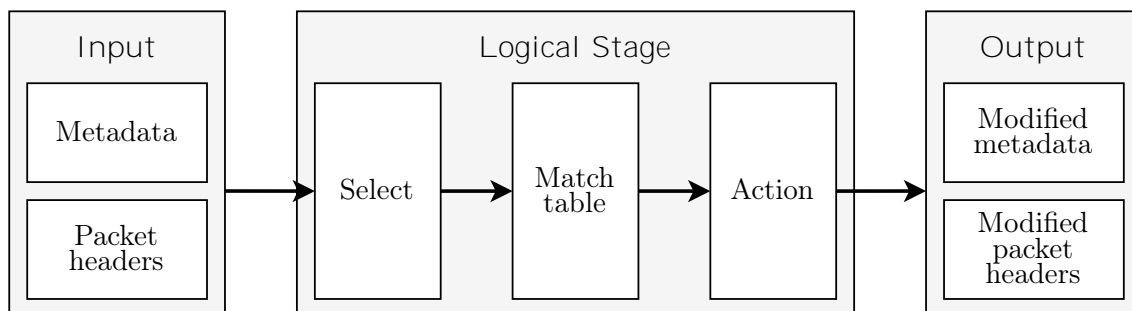 Input
Metadata
Packet
headers
Logical Stage
Select
Match
table
Action
Output
Modified
metadata
Modified
packet
headers